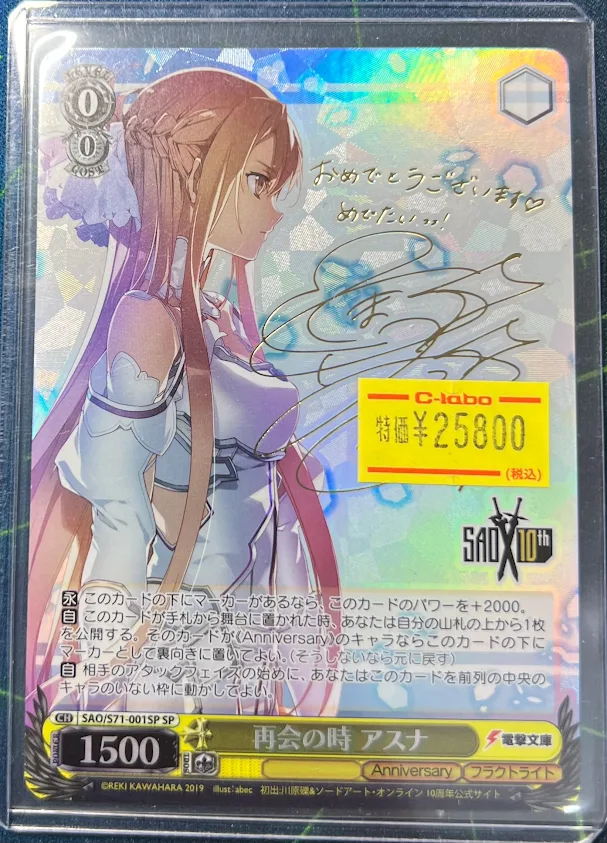 LEVEL
0
0
COST
おめでとうございます♡
めでたいっっ!
C-labo
特価¥25800
(税込)
SAO 10th
永 このカードの下にマーカーがあるなら、このカードのパワーを+2000。
自 このカードが手札から舞台に置かれた時、あなたは自分の山札の上から1枚
を公開する。そのカードが《Anniversary》のキャラならこのカードの下に
マーカーとして裏向きに置いてよい。(そうしないなら元に戻す)
自 相手のアタックフェイズの始めに、あなたはこのカードを前列の中央の
キャラのいない枠に動かしてよい。
CH SAO/S71-001SP SP
POWER 1500 SOUL
再会の時 アスナ
電撃文庫
Anniversary フラクトライト
©REKI KAWAHARA 2019 illust:abec 初出:川原礫&ソードアート・オンライン 10周年公式サイト